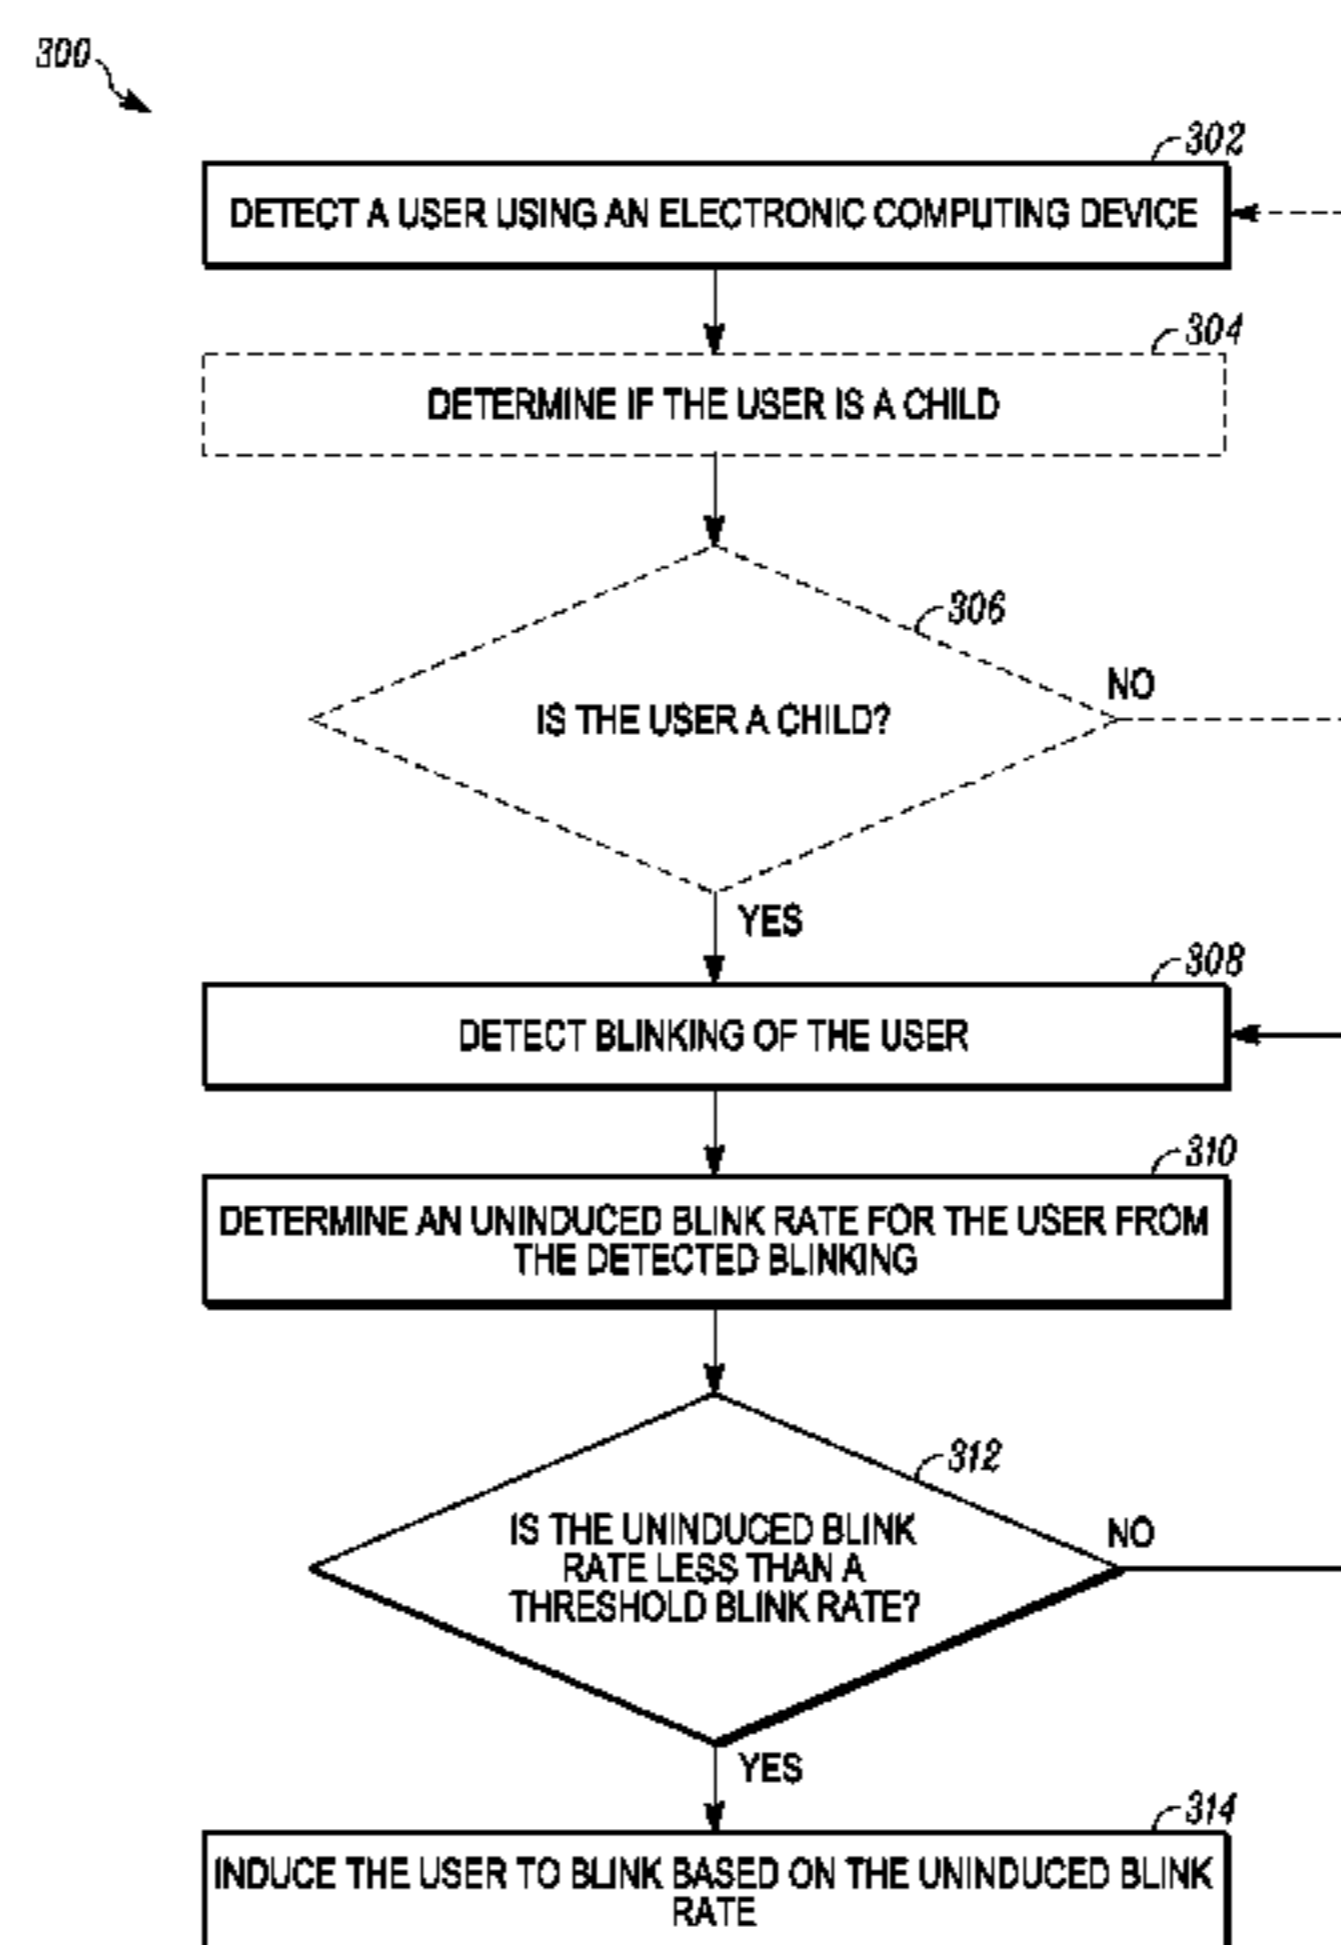 300
302
DETECT A USER USING AN ELECTRONIC COMPUTING DEVICE
304
DETERMINE IF THE USER IS A CHILD
306
IS THE USER A CHILD?
NO
YES
308
DETECT BLINKING OF THE USER
310
DETERMINE AN UNINDUCED BLINK RATE FOR THE USER FROM
THE DETECTED BLINKING
312
IS THE UNINDUCED BLINK
RATE LESS THAN A
THRESHOLD BLINK RATE?
NO
YES
314
INDUCE THE USER TO BLINK BASED ON THE UNINDUCED BLINK
RATE